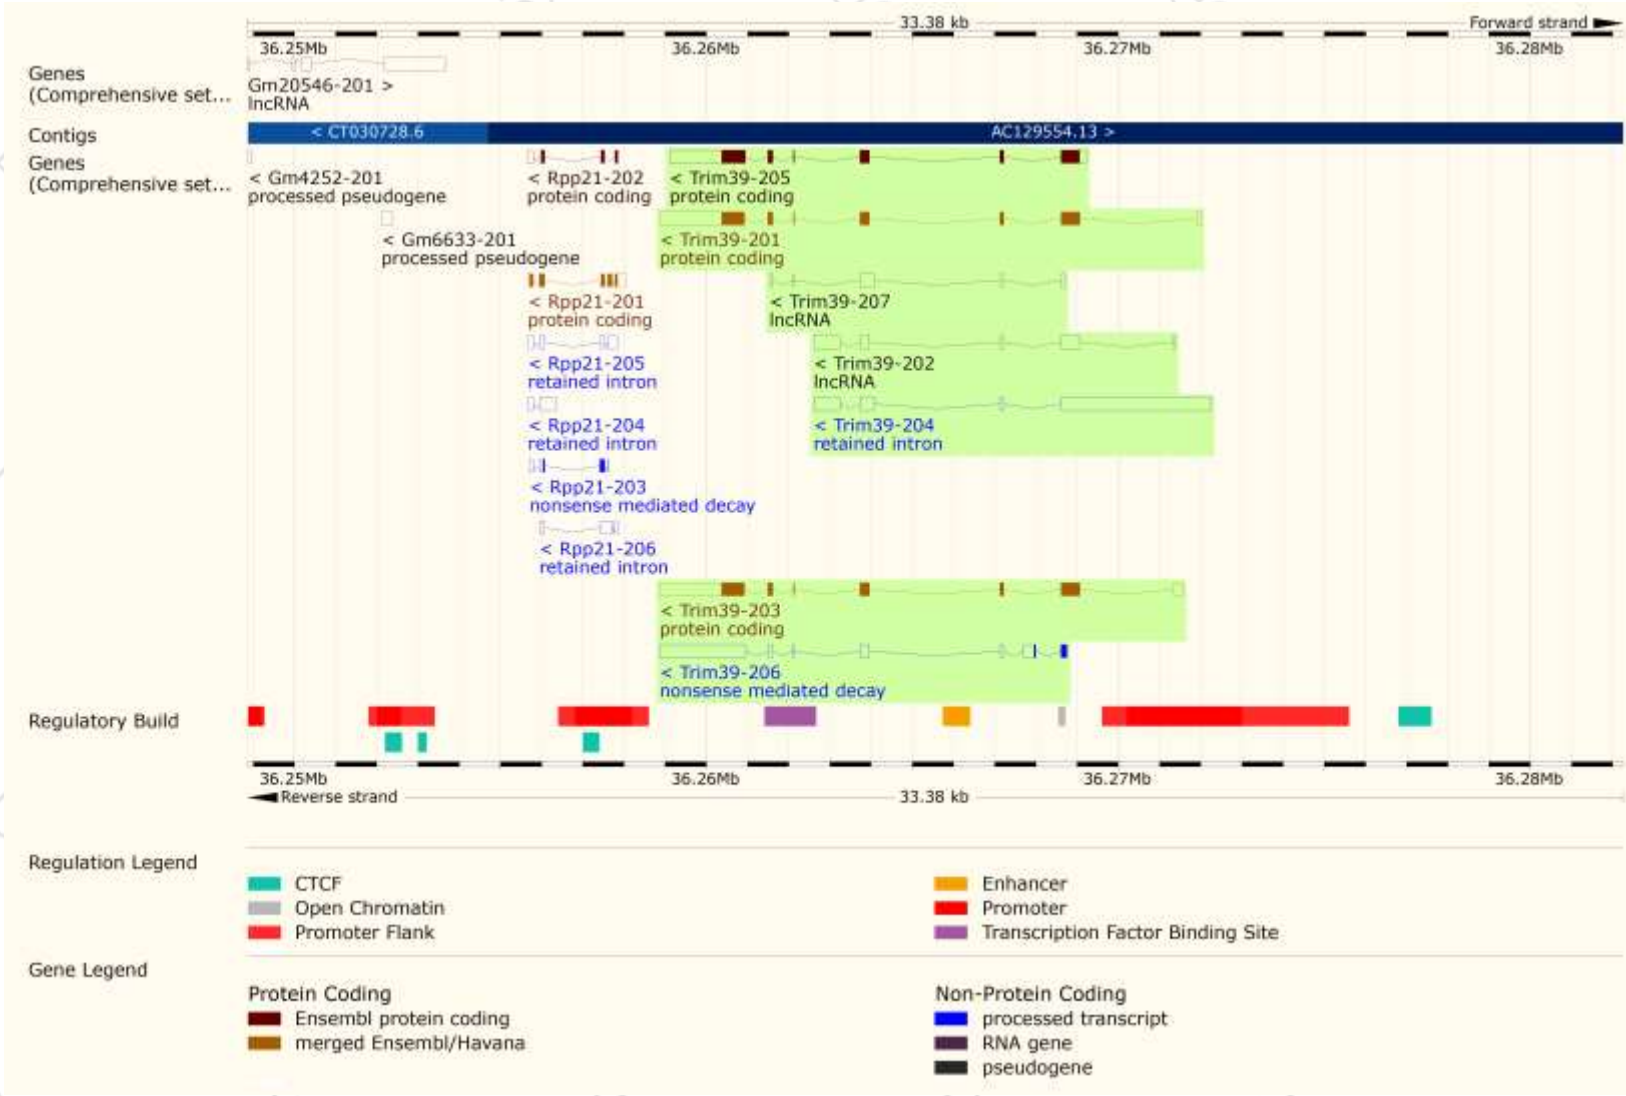 33.38 kb Forward strand
36.25Mb 36.26Mb 36.27Mb 36.28Mb
Genes
(Comprehensive set...
Gm20546-201 >
lncRNA
Contigs
< CT030728.6 AC129554.13 >
Genes
(Comprehensive set...
< Gm4252-201 < Rpp21-202 < Trim39-205
processed pseudogene protein coding protein coding
< Gm6633-201 < Trim39-201
processed pseudogene protein coding
< Rpp21-201 < Trim39-207
protein coding lncRNA
< Rpp21-205 < Trim39-202
retained intron lncRNA
< Rpp21-204 < Trim39-204
retained intron retained intron
< Rpp21-203
nonsense mediated decay
< Rpp21-206
retained intron
< Trim39-203
protein coding
< Trim39-206
nonsense mediated decay
Regulatory Build
36.25Mb 36.26Mb 36.27Mb 36.28Mb
Reverse strand 33.38 kb
Regulation Legend
CTCF Enhancer
Open Chromatin Promoter
Promoter Flank Transcription Factor Binding Site
Gene Legend
Protein Coding Non-Protein Coding
Ensembl protein coding processed transcript
merged Ensembl/Havana RNA gene
pseudogene